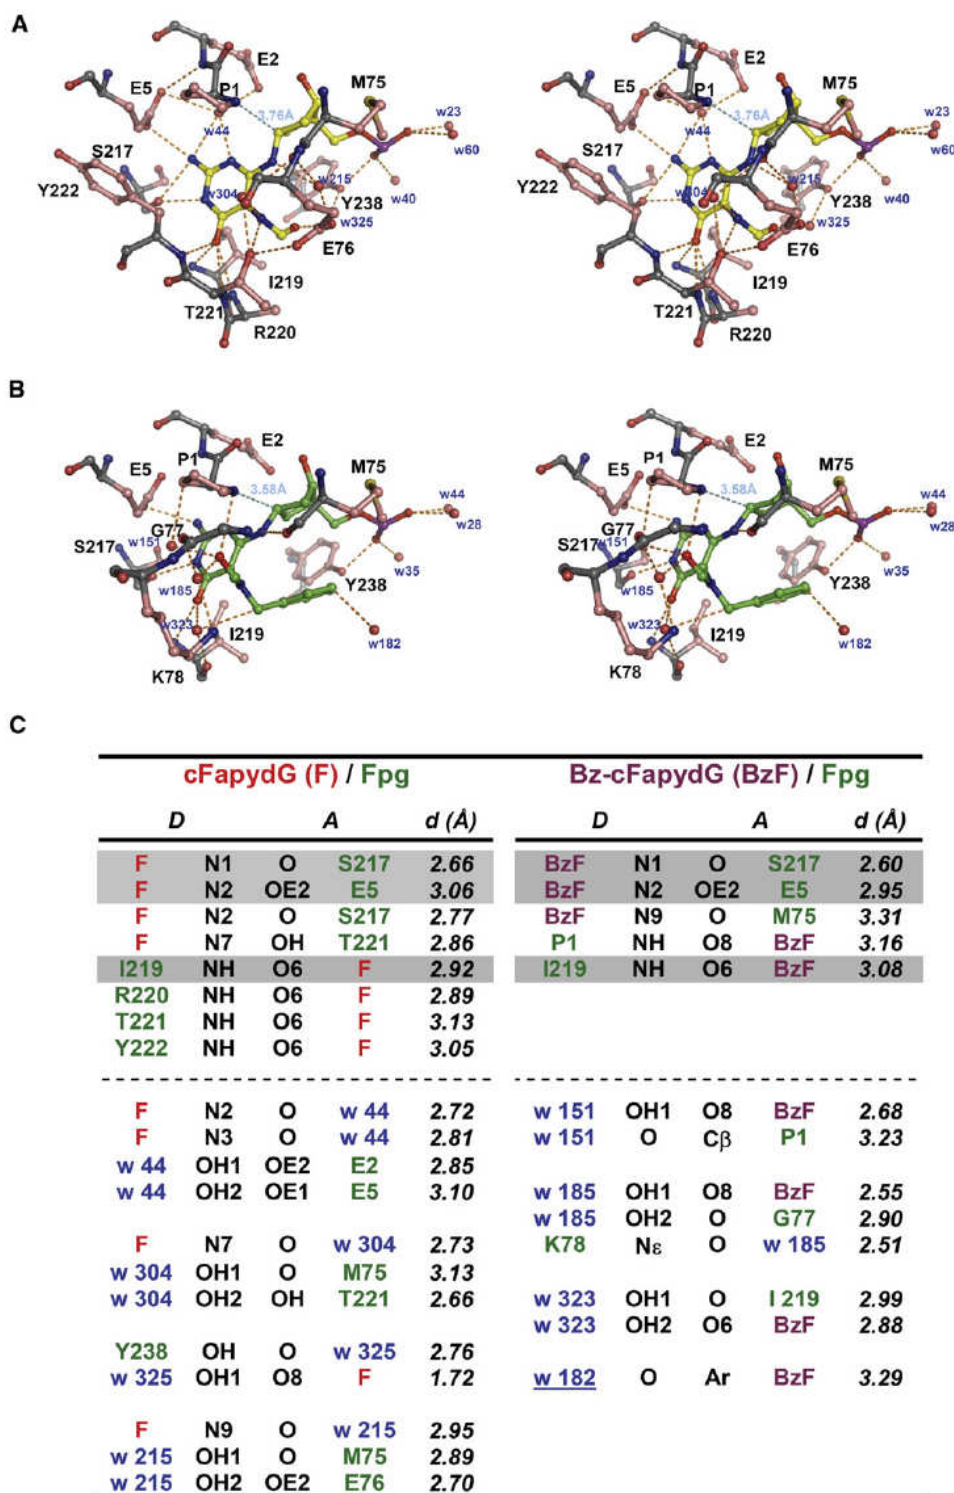 A
E2
E5
P1
M75
3.76Å
w23
w44
w60
S217
Y222
w304
w215
Y238
w40
w325
E76
I219
T221
R220
E2
E5
P1
M75
3.76Å
w23
w44
w60
S217
Y222
w304
w215
Y238
w40
w325
E76
I219
T221
R220
B
E2
E5
P1
M75
3.58Å
w44
w28
G77
w151
S217
w35
Y238
w185
w323
I219
w182
K78
E2
E5
P1
M75
3.58Å
w44
w28
G77
w151
S217
w35
Y238
w185
w323
I219
w182
K78
C
cFapydG (F) / Fpg Bz-cFapydG (BzF) / Fpg
D A d (Å) D A d (Å)
F N1 O S217 2.66 BzF N1 O S217 2.60
F N2 OE2 E5 3.06 BzF N2 OE2 E5 2.95
F N2 O S217 2.77 BzF N9 O M75 3.31
F N7 OH T221 2.86 P1 NH O8 BzF 3.16
I219 NH O6 F 2.92 I219 NH O6 BzF 3.08
R220 NH O6 F 2.89
T221 NH O6 F 3.13
Y222 NH O6 F 3.05
F N2 O w 44 2.72 w 151 OH1 O8 BzF 2.68
F N3 O w 44 2.81 w 151 O Cβ P1 3.23
w 44 OH1 OE2 E2 2.85
w 44 OH2 OE1 E5 3.10 w 185 OH1 O8 BzF 2.55
w 185 OH2 O G77 2.90
F N7 O w 304 2.73 K78 Nε O w 185 2.51
w 304 OH1 O M75 3.13
w 304 OH2 OH T221 2.66 w 323 OH1 O I 219 2.99
w 323 OH2 O6 BzF 2.88
Y238 OH O w 325 2.76
w 325 OH1 O8 F 1.72 w 182 O Ar BzF 3.29
F N9 O w 215 2.95
w 215 OH1 O M75 2.89
w 215 OH2 OE2 E76 2.70